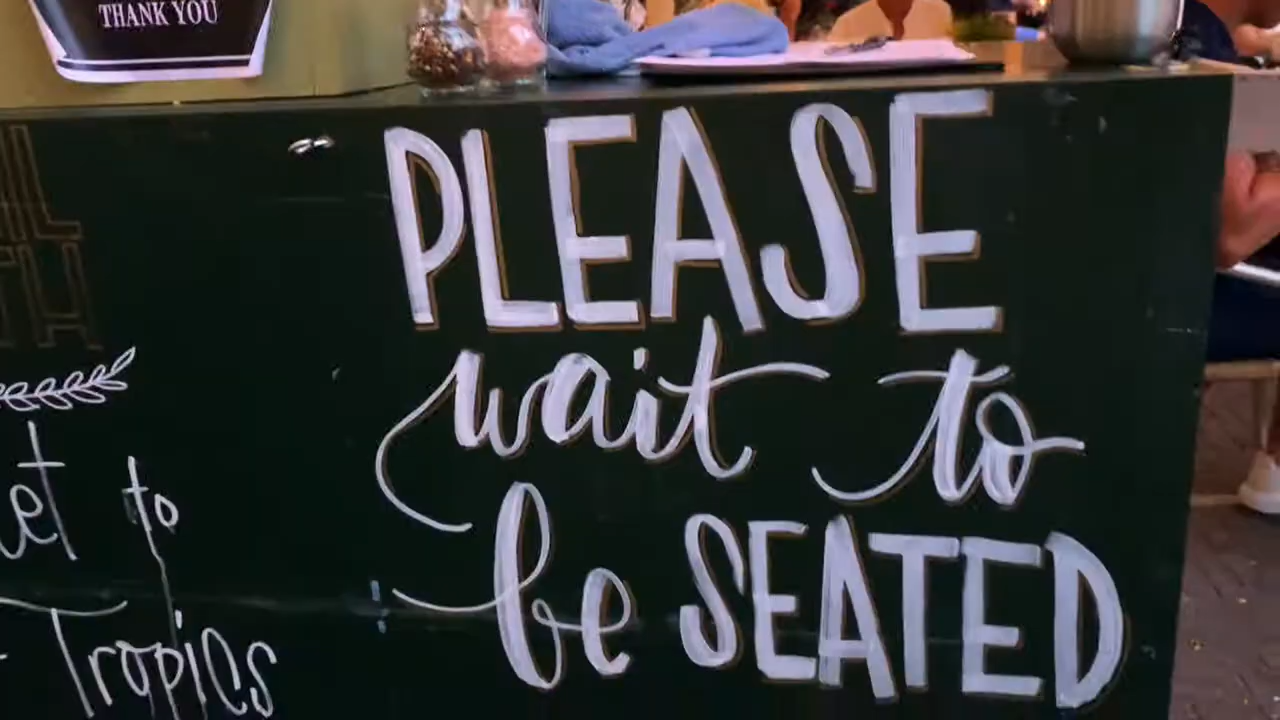 THANK YOU
PLEASE
wait to
be SEATED
to
Tropics